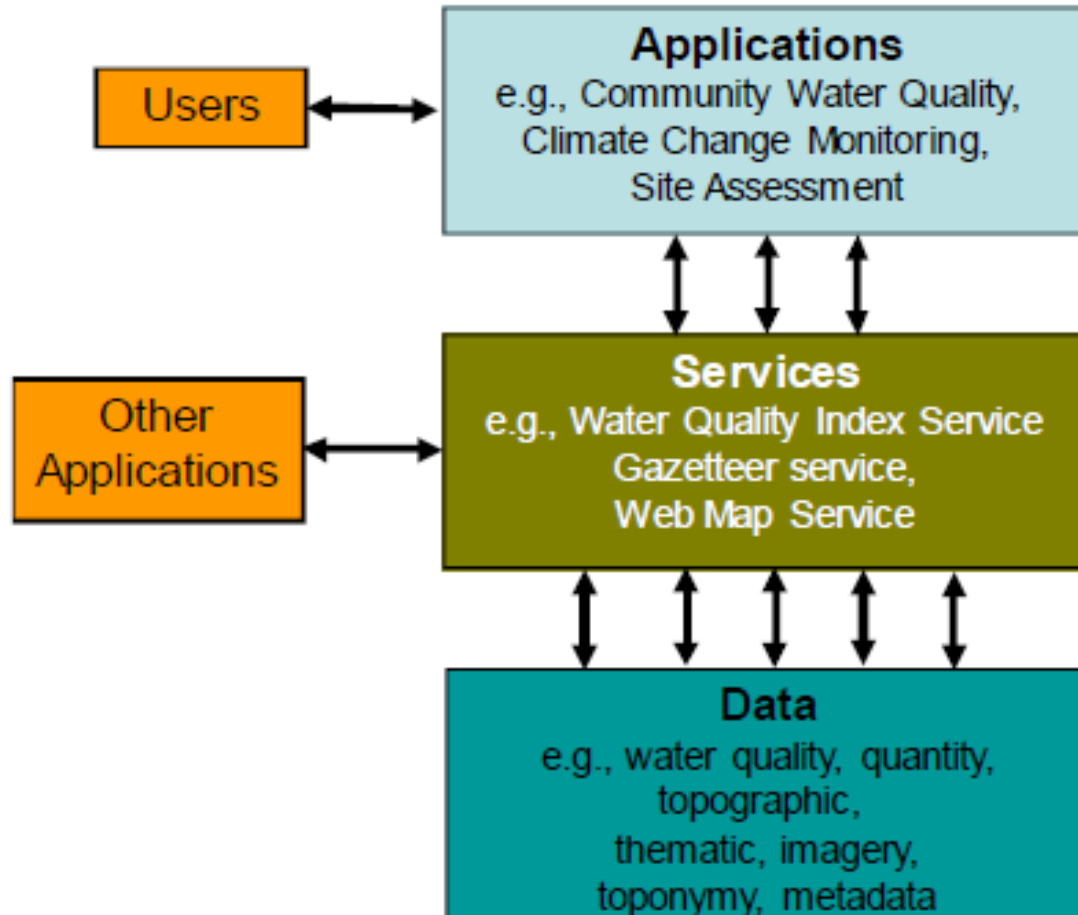 Applications
e.g., Community Water Quality,
Climate Change Monitoring,
Site Assessment
Users
Services
e.g., Water Quality Index Service
Gazetteer service,
Web Map Service
Other
Applications
Data
e.g., water quality, quantity,
topographic,
thematic, imagery,
toponymy, metadata